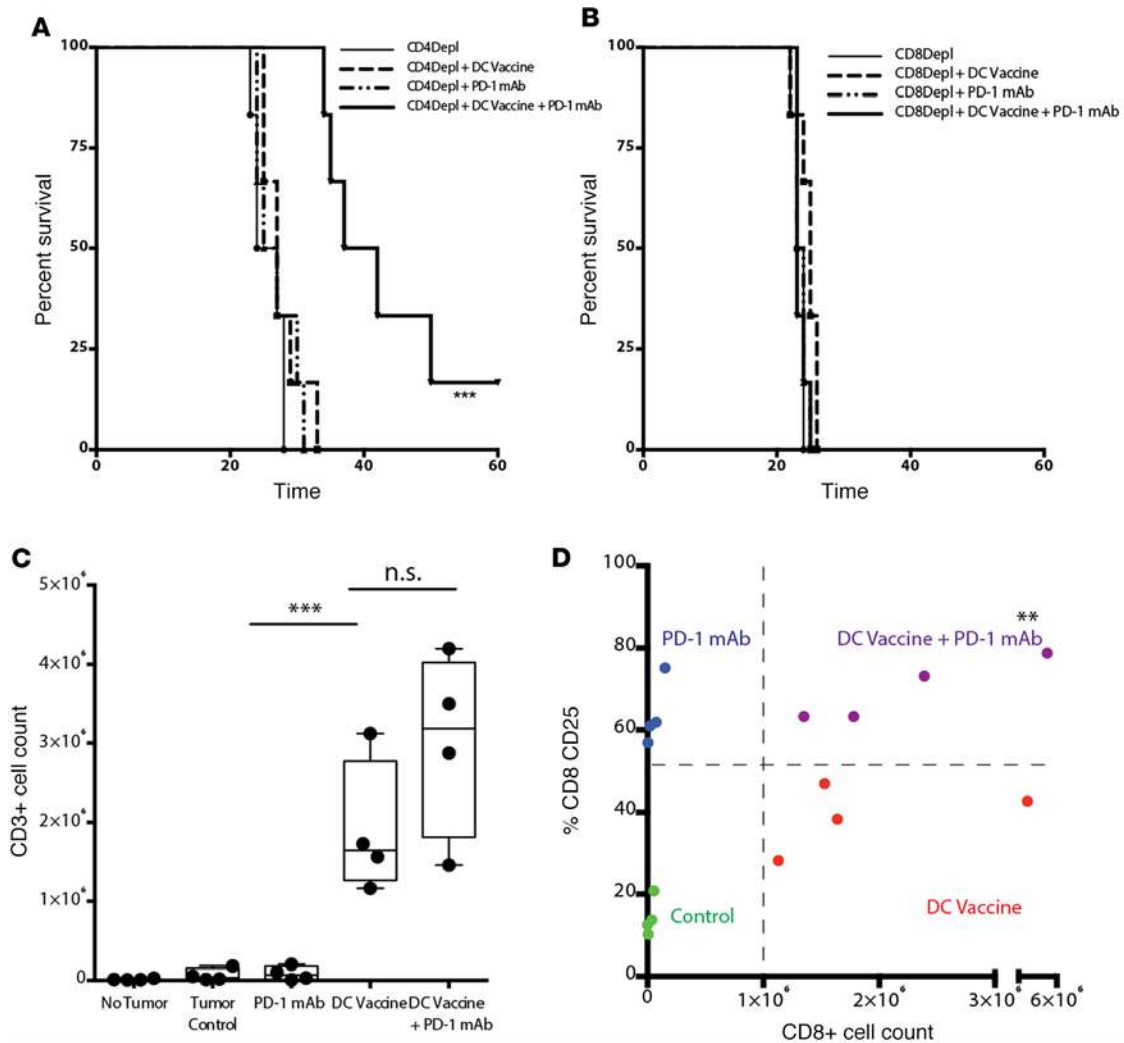 A
100
75
50
25
0
Percent survival
0 20 40 60
Time
CD4Depl
CD4Depl + DC Vaccine
CD4Depl + PD-1 mAb
CD4Depl + DC Vaccine + PD-1 mAb
***
B
100
75
50
25
0
Percent survival
0 20 40 60
Time
CD8Depl
CD8Depl + DC Vaccine
CD8Depl + PD-1 mAb
CD8Depl + DC Vaccine + PD-1 mAb
C
5×10⁶
4×10⁶
3×10⁶
2×10⁶
1×10⁶
0
CD3+ cell count
***
n.s.
No Tumor
Tumor
Control
PD-1 mAb
DC Vaccine
DC Vaccine
+ PD-1 mAb
D
100
80
60
40
20
0
% CD8 CD25
PD-1 mAb
DC Vaccine + PD-1 mAb
**
Control
DC Vaccine
0 1×10⁶ 2×10⁶ 3×10⁶ 6×10⁶
CD8+ cell count